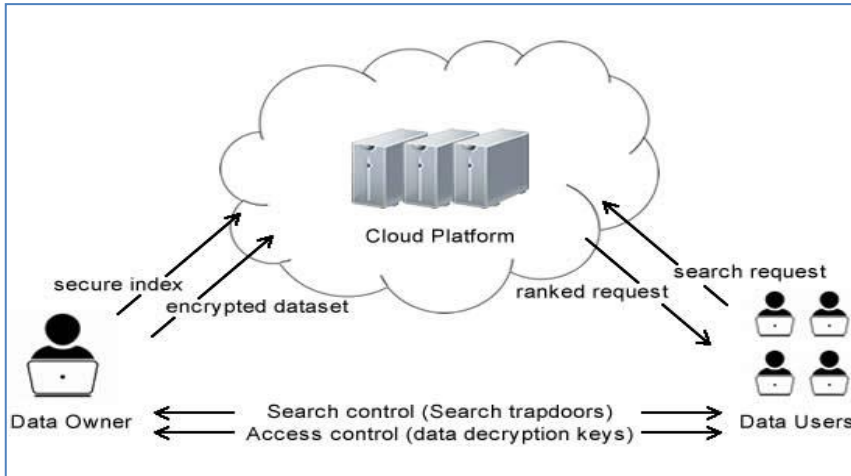 Cloud Platform
secure index
encrypted dataset
search request
ranked request
Data Owner
Search control (Search trapdoors)
Access control (data decryption keys)
Data Users